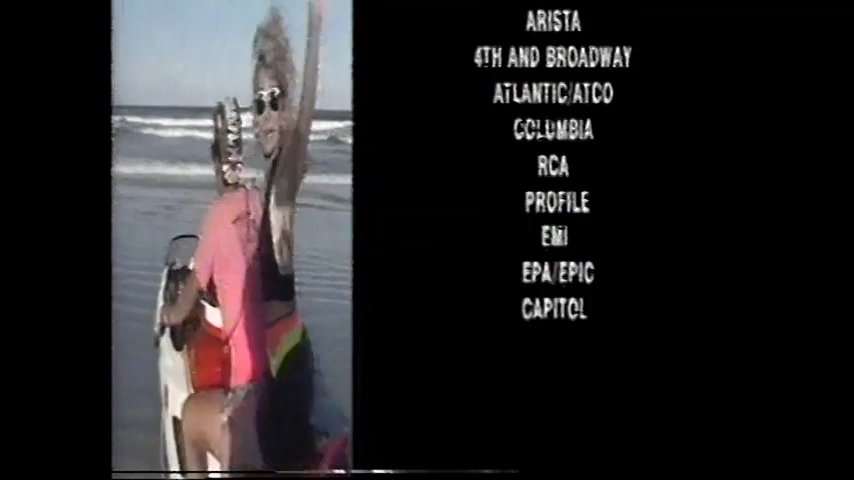 ARISTA
4TH AND BROADWAY
ATLANTIC/ATCO
COLUMBIA
RCA
PROFILE
EMI
EPA/EPIC
CAPITOL